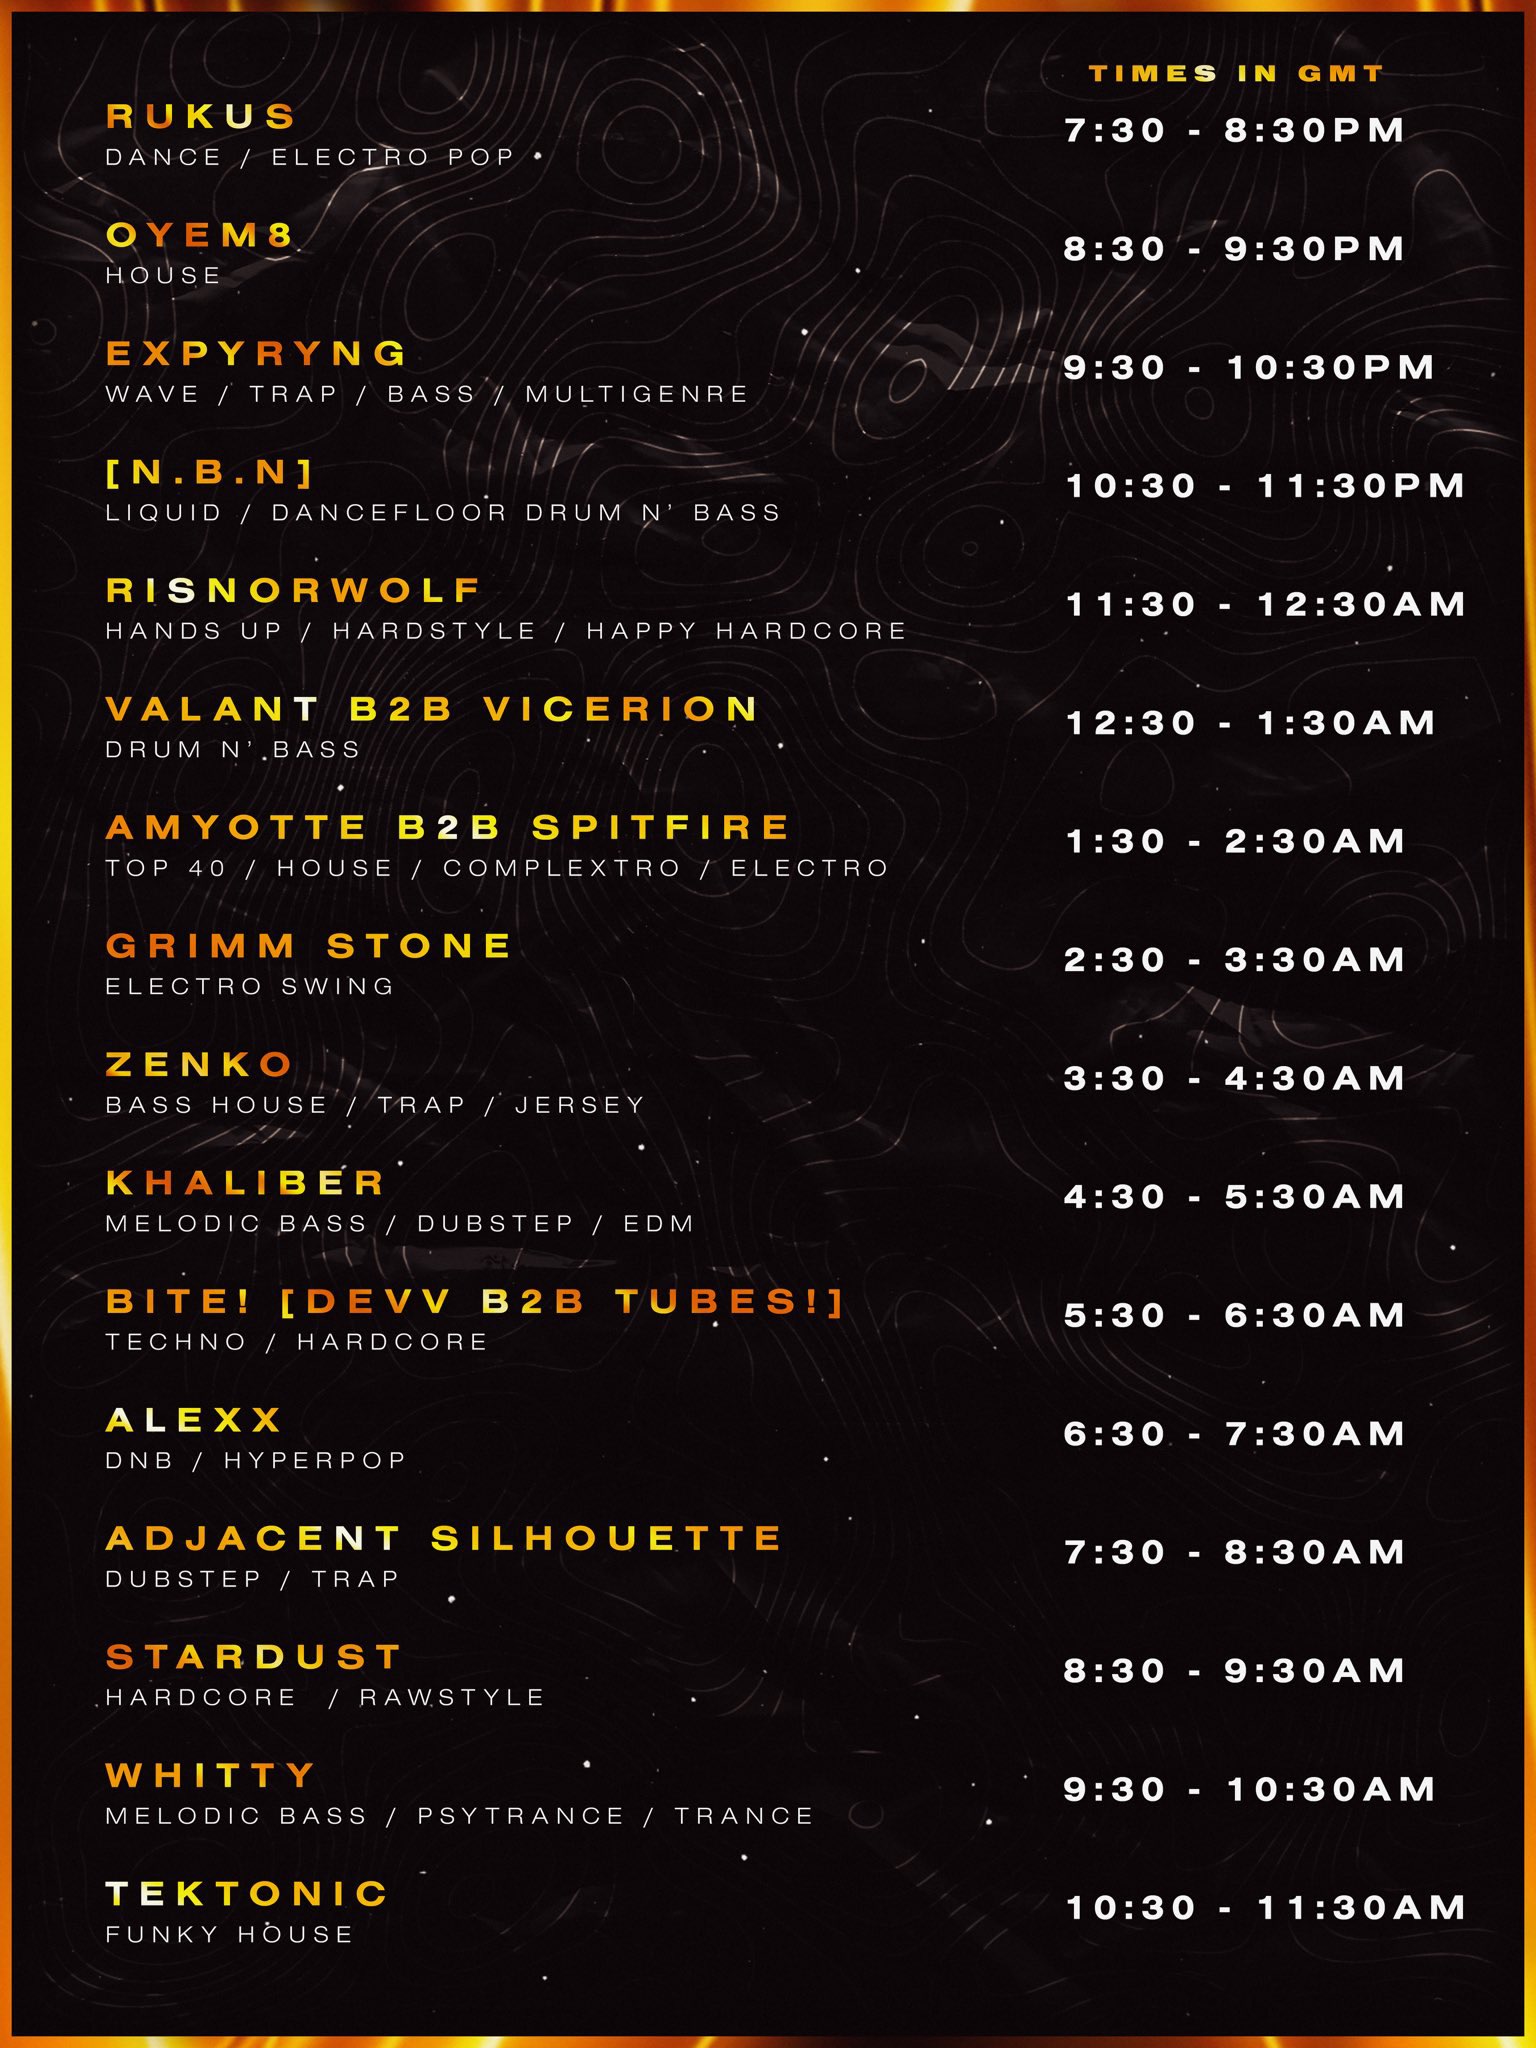 TIMES IN GMT
RUKUS
7:30 - 8:30PM
DANCE / ELECTRO POP
OYEM8
8:30 - 9:30PM
HOUSE
EXPYRYNG
9:30 - 10:30PM
WAVE / TRAP / BASS / MULTIGENRE
[N.B.N]
10:30 - 11:30PM
LIQUID / DANCEFLOOR DRUM N' BASS
RISNORWOLF
11:30 - 12:30AM
HANDS UP / HARDSTYLE / HAPPY HARDCORE
VALANT B2B VICERION
12:30 - 1:30AM
DRUM N' BASS
AMYOTTE B2B SPITFIRE
1:30 - 2:30AM
TOP 40 / HOUSE / COMPLEXTRO / ELECTRO
GRIMM STONE
2:30 - 3:30AM
ELECTRO SWING
ZENKO
3:30 - 4:30AM
BASS HOUSE / TRAP / JERSEY
KHALIBER
4:30 - 5:30AM
MELODIC BASS / DUBSTEP / EDM
BITE! [DEVV B2B TUBES!]
5:30 - 6:30AM
TECHNO / HARDCORE
ALEXX
6:30 - 7:30AM
DNB / HYPERPOP
ADJACENT SILHOUETTE
7:30 - 8:30AM
DUBSTEP / TRAP
STARDUST
8:30 - 9:30AM
HARDCORE / RAWSTYLE
WHITTY
9:30 - 10:30AM
MELODIC BASS / PSYTRANCE / TRANCE
TEKTONIC
10:30 - 11:30AM
FUNKY HOUSE